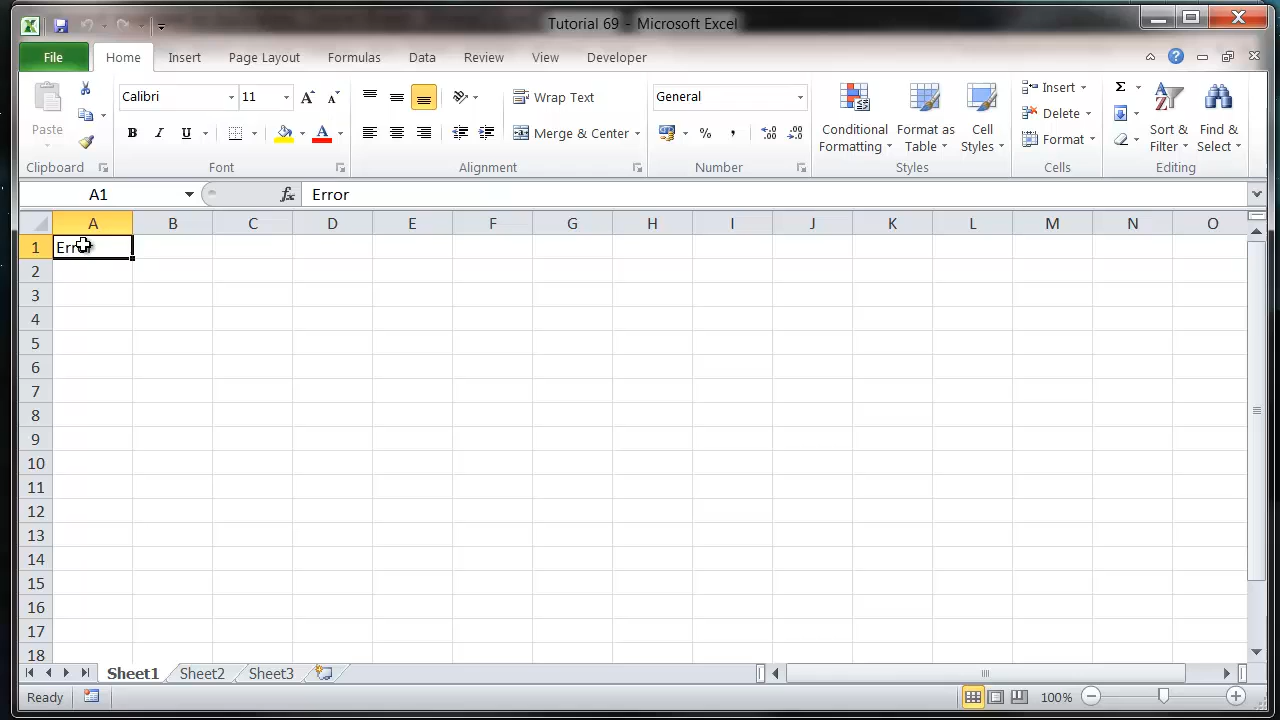 Tutorial 69 - Microsoft Excel
File Home Insert Page Layout Formulas Data Review View Developer
Paste
Calibri 11
B I U A
Wrap Text
Merge & Center
General
% ,
Conditional Formatting
Format as Table
Cell Styles
Insert
Delete
Format
Σ
Sort & Filter
Find & Select
Clipboard Font Alignment Number Styles Cells Editing
A1 fx Error
A B C D E F G H I J K L M N O
1 Error
2
3
4
5
6
7
8
9
10
11
12
13
14
15
16
17
18
Sheet1 Sheet2 Sheet3
Ready 100%